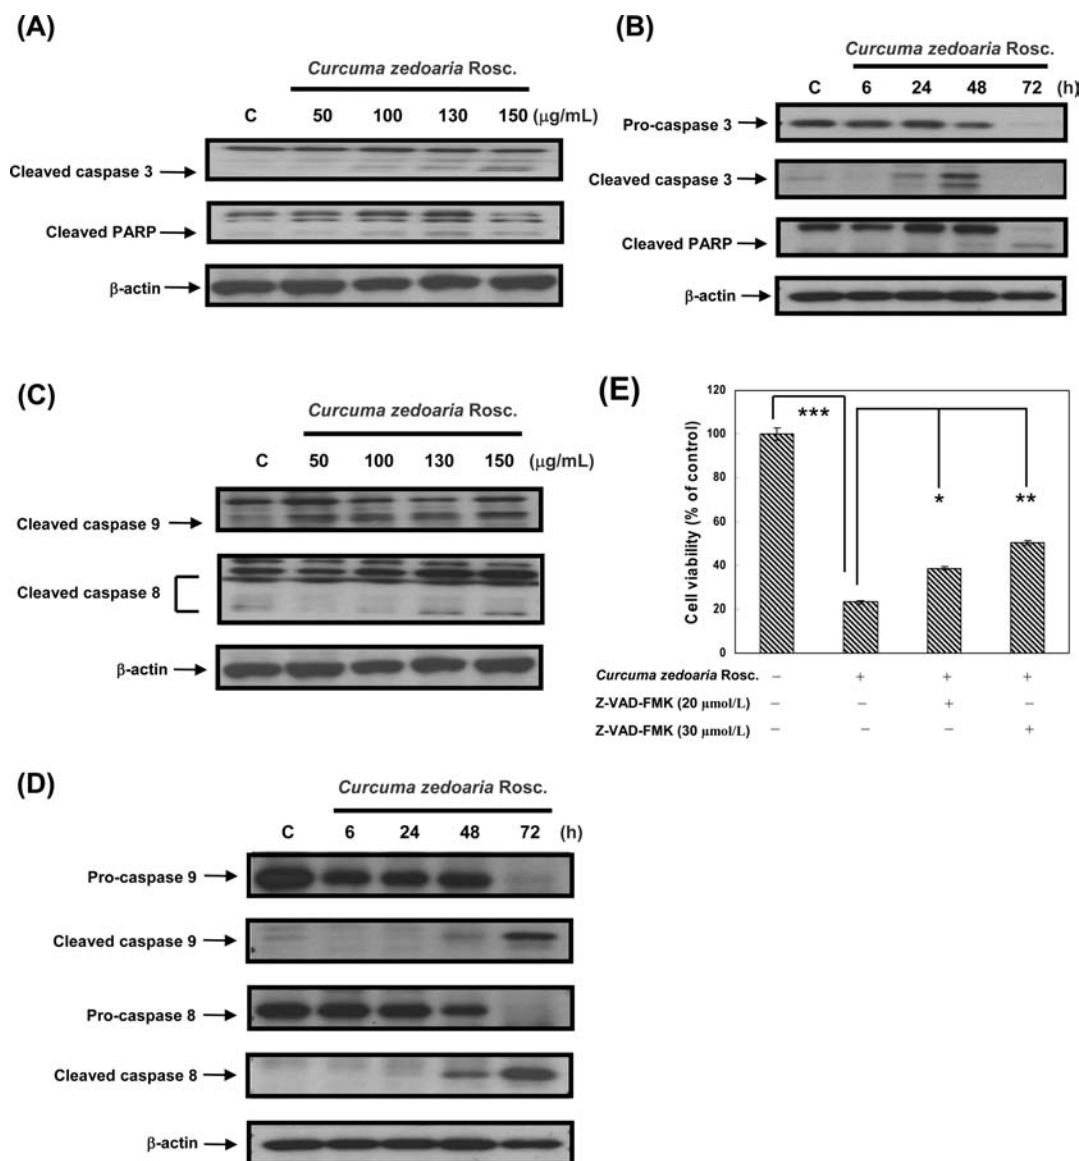 (A)
Curcuma zedoaria Rosc.
C 50 100 130 150 (μg/mL)
Cleaved caspase 3
Cleaved PARP
β-actin
(B)
Curcuma zedoaria Rosc.
C 6 24 48 72 (h)
Pro-caspase 3
Cleaved caspase 3
Cleaved PARP
β-actin
(C)
Curcuma zedoaria Rosc.
C 50 100 130 150 (μg/mL)
Cleaved caspase 9
Cleaved caspase 8
β-actin
(E)
Cell viability (% of control)
120
100
80
60
40
20
0
***
*
**
Curcuma zedoaria Rosc. − + + +
Z-VAD-FMK (20 μmol/L) − − + −
Z-VAD-FMK (30 μmol/L) − − − +
(D)
Curcuma zedoaria Rosc.
C 6 24 48 72 (h)
Pro-caspase 9
Cleaved caspase 9
Pro-caspase 8
Cleaved caspase 8
β-actin